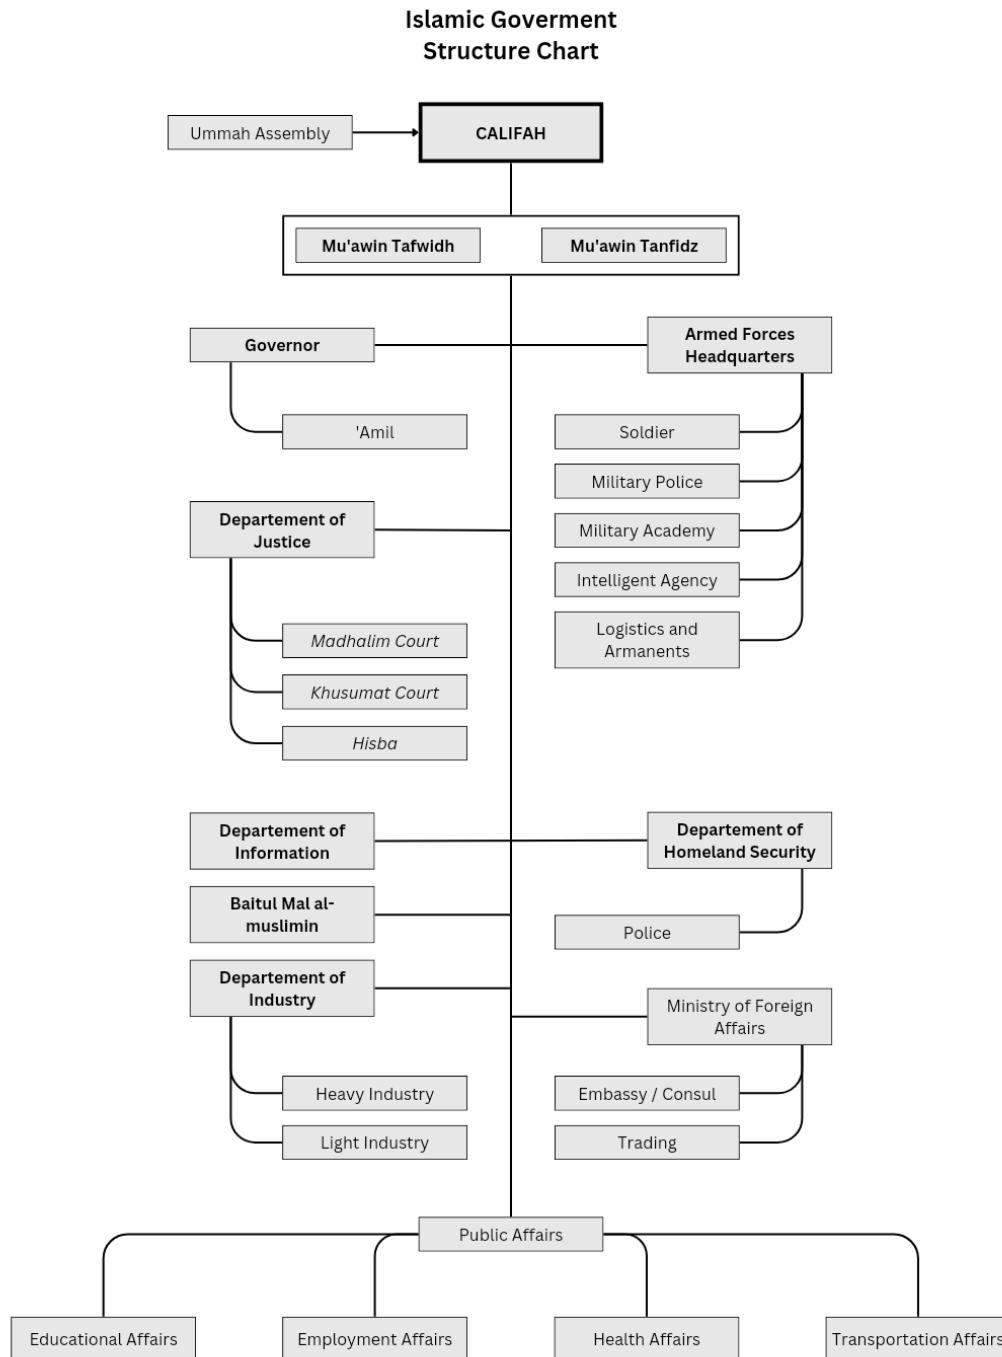 Islamic Goverment
Structure Chart
Ummah Assembly
CALIFAH
Mu'awin Tafwidh
Mu'awin Tanfidz
Governor
Armed Forces
Headquarters
'Amil
Soldier
Military Police
Military Academy
Intelligent Agency
Logistics and
Armanents
Departement of
Justice
Madhalim Court
Khusumat Court
Hisba
Departement of
Information
Departement of
Homeland Security
Baitul Mal al-
muslimin
Police
Departement of
Industry
Ministry of Foreign
Affairs
Heavy Industry
Light Industry
Embassy / Consul
Trading
Public Affairs
Educational Affairs
Employment Affairs
Health Affairs
Transportation Affairs